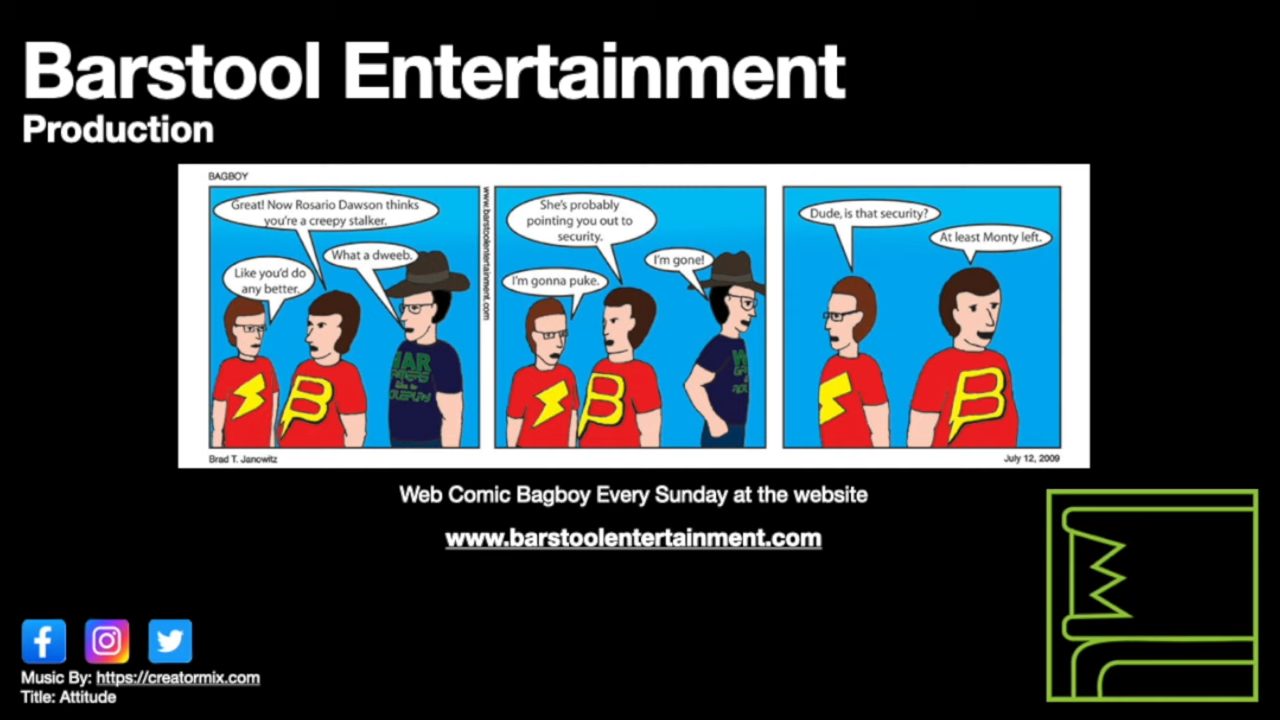 Barstool Entertainment
Production
BAGBOY
Great! Now Rosario Dawson thinks
you're a creepy stalker.
What a dweeb.
Like you'd do
any better.
www.barstoolentertainment.com
She's probably
pointing you out to
security.
I'm gonna puke.
I'm gone!
Dude, is that security?
At least Monty left.
B
B
B
Brad T. Janowitz
July 12, 2009
Web Comic Bagboy Every Sunday at the website
www.barstoolentertainment.com
Music By: https://creatormix.com
Title: Attitude